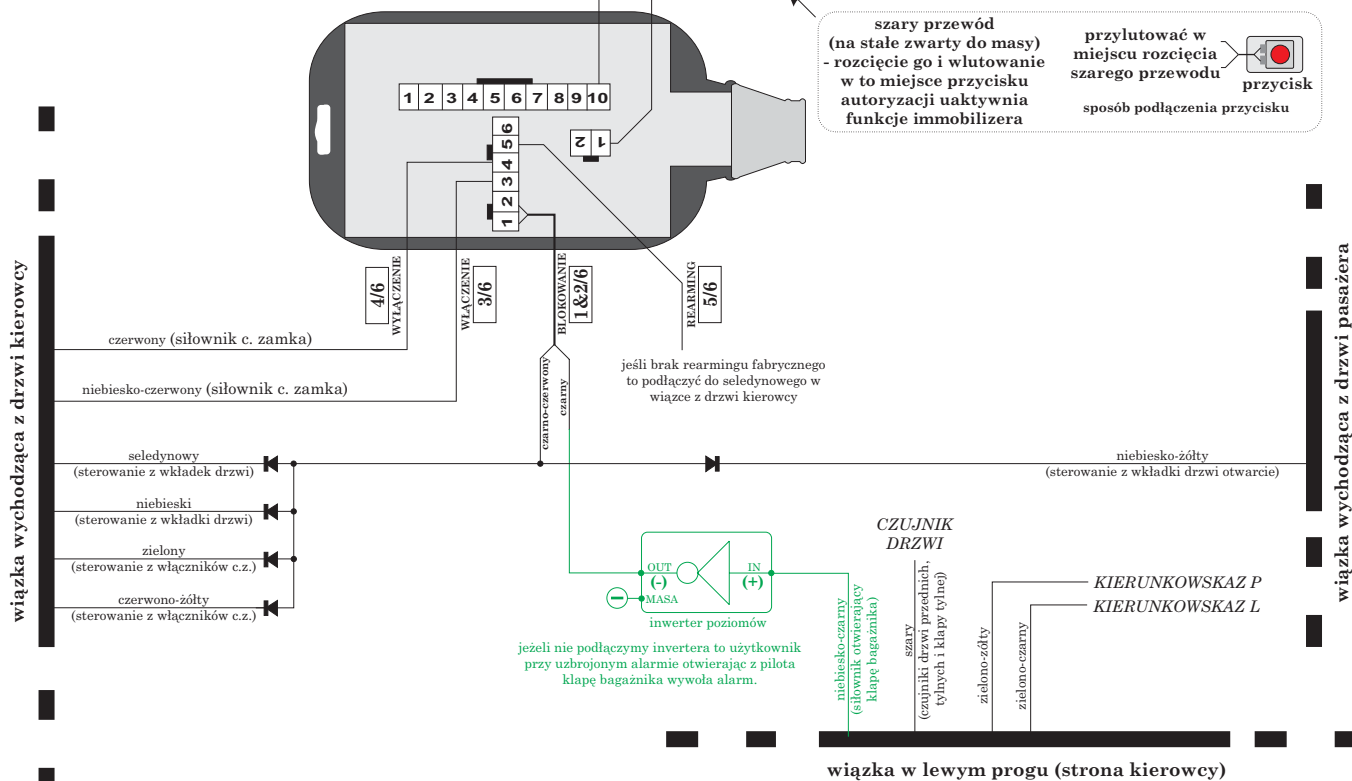 szary przewód
(na stałe zwarty do masy)
- rozcięcie go i wlutowanie
w to miejsce przycisku
autoryzacji uaktywnia
funkcje immobilizera
przylutować w
miejscu rozcięcia
szarego przewodu
przycisk
sposób podłączenia przycisku
1 2 3 4 5 6 7 8 9 10
1 2 3 4 5 6
2 1
4/6
WYŁĄCZENIE
WŁĄCZENIE
3/6
BLOKOWANIE
1&2/6
REARMING
5/6
wiązka wychodząca z drzwi kierowcy
wiązka wychodząca z drzwi pasażera
czerwony (siłownik c. zamka)
niebiesko-czerwony (siłownik c. zamka)
jeśli brak rearmingu fabrycznego
to podłączyć do seledynowego w
wiązce z drzwi kierowcy
czarno-czerwony
czarny
seledynowy
(sterowanie z wkładek drzwi)
niebiesko-żółty
(sterowanie z wkładki drzwi otwarcie)
niebieski
(sterowanie z wkładki drzwi)
zielony
(sterowanie z włączników c.z.)
czerwono-żółty
(sterowanie z włączników c.z.)
OUT
(-)
IN
(+)
MASA
inwerter poziomów
jeżeli nie podłączymy invertera to użytkownik
przy uzbrojonym alarmie otwierając z pilota
klapę bagażnika wywoła alarm.
CZUJNIK
DRZWI
KIERUNKOWSKAZ P
KIERUNKOWSKAZ L
niebiesko-czarny
(siłownik otwierający
klapę bagażnika)
szary
(czujniki drzwi przednich,
tylnych i klapy tylnej)
zielono-żółty
zielono-czarny
wiązka w lewym progu (strona kierowcy)